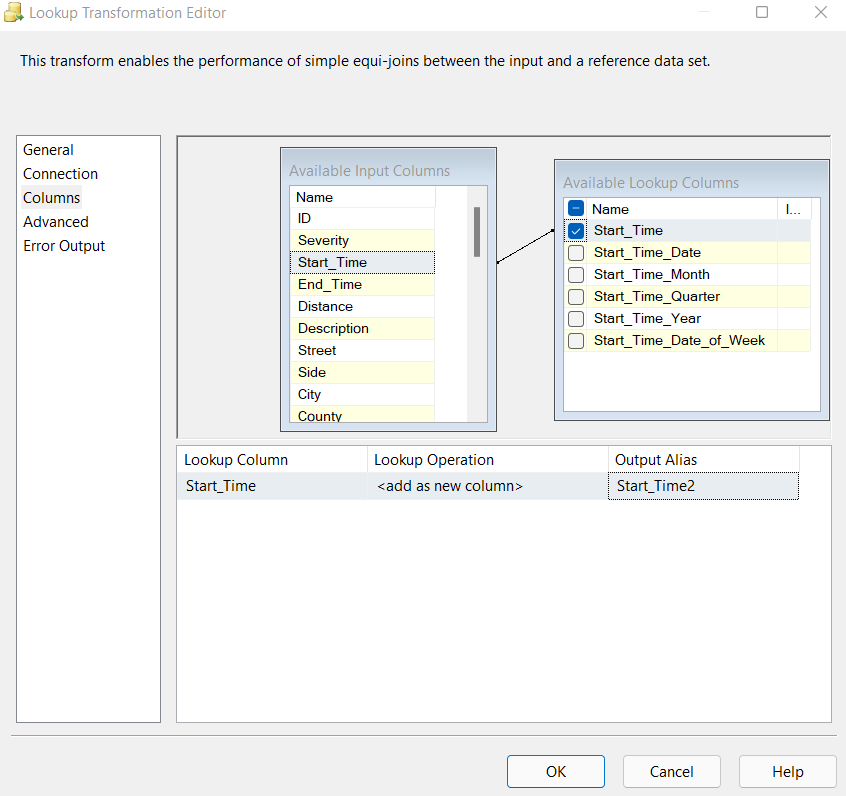 Lookup Transformation Editor
This transform enables the performance of simple equi-joins between the input and a reference data set.
General
Connection
Columns
Advanced
Error Output
Available Input Columns
Name
ID
Severity
Start_Time
End_Time
Distance
Description
Street
Side
City
County
Available Lookup Columns
Name I...
Start_Time
Start_Time_Date
Start_Time_Month
Start_Time_Quarter
Start_Time_Year
Start_Time_Date_of_Week
Lookup Column Lookup Operation Output Alias
Start_Time <add as new column> Start_Time2
OK Cancel Help